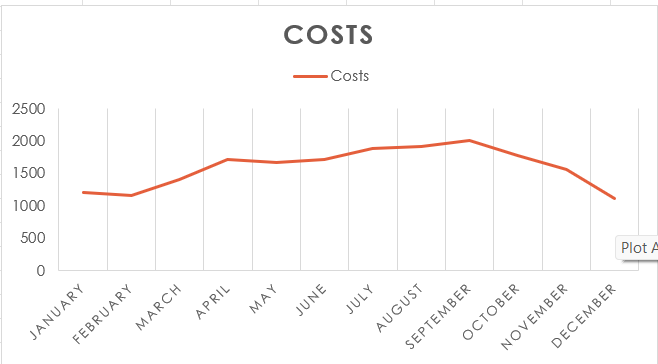 COSTS
Costs
2500
2000
1500
1000
500
0
Plot A
JANUARY
FEBRUARY
MARCH
APRIL
MAY
JUNE
JULY
AUGUST
SEPTEMBER
OCTOBER
NOVEMBER
DECEMBER